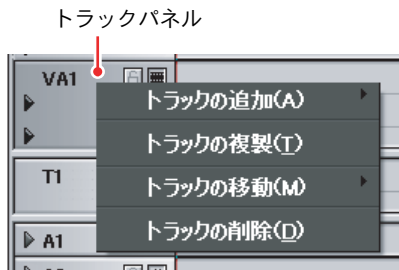 トラックパネル
VA1
トラックの追加(A)
トラックの複製(T)
トラックの移動(M)
T1
トラックの削除(D)
A1